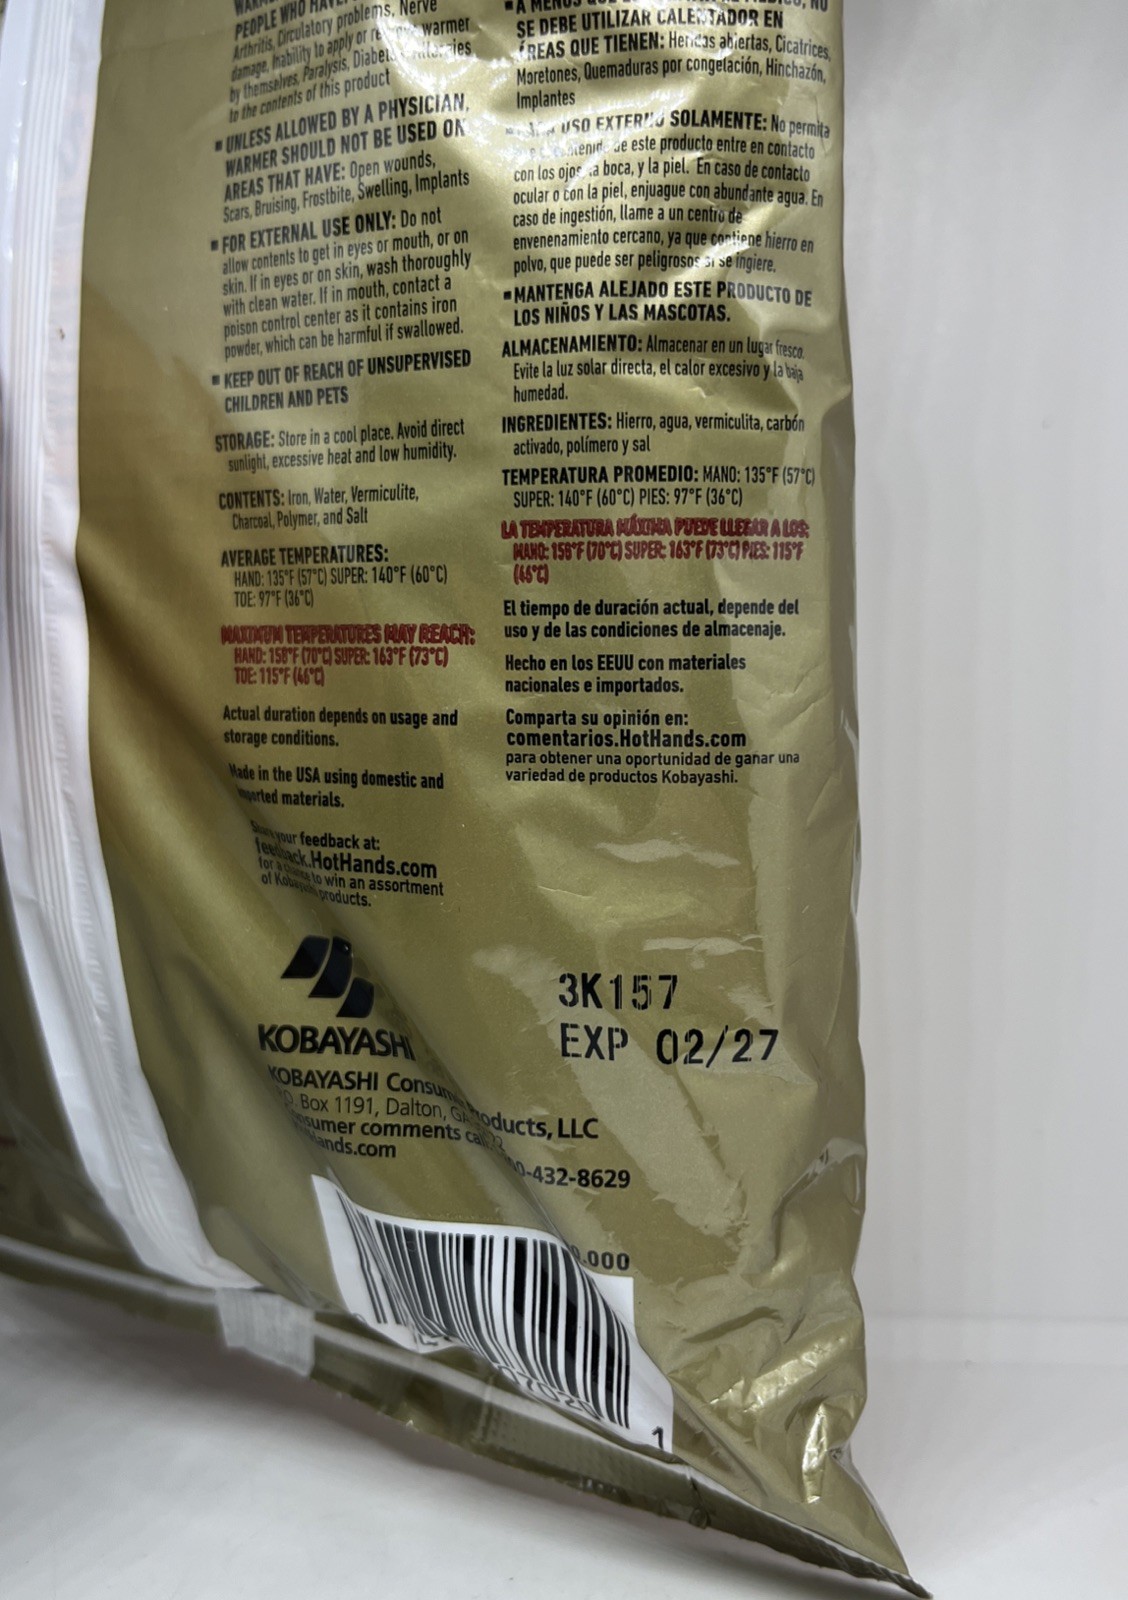 PEOPLE WHO
Arthritis, Circulatory problems, Nerve
damage, Inability to apply or warmer
by themselves, Paralysis,
to the contents of this product
▪ UNLESS ALLOWED BY A PHYSICIAN,
WARMER SHOULD NOT BE USED ON
AREAS THAT HAVE: Open wounds,
Scars, Bruising, Frostbite, Swelling, Implants
▪ FOR EXTERNAL USE ONLY: Do not
allow contents to get in eyes or mouth, or on
skin. If in eyes or on skin, wash thoroughly
with clean water. If in mouth, contact a
poison control center as it contains iron
powder, which can be harmful if swallowed.
▪ KEEP OUT OF REACH OF UNSUPERVISED
CHILDREN AND PETS
STORAGE: Store in a cool place. Avoid direct
sunlight, excessive heat and low humidity.
CONTENTS: Iron, Water, Vermiculite,
Charcoal, Polymer, and Salt
AVERAGE TEMPERATURES:
HAND: 135°F (57°C) SUPER: 140°F (60°C)
TOE: 97°F (36°C)
MAXIMUM TEMPERATURES MAY REACH:
HAND: 158°F (70°C) SUPER: 163°F (73°C)
TOE: 115°F (46°C)
Actual duration depends on usage and
storage conditions.
Made in the USA using domestic and
materials.
your feedback at:
feedback.HotHands.com
for a chance to win an assortment
of Kobayashi products.
SE DEBE UTILIZAR CALENTADOR EN
ÁREAS QUE TIENEN: Heridas abiertas, Cicatrices,
Moretones, Quemaduras por congelación, Hinchazón,
Implantes
USO EXTERNO SOLAMENTE: No permita
de este producto entre en contacto
con los ojos, la boca, y la piel. En caso de contacto
ocular o con la piel, enjuague con abundante agua. En
caso de ingestión, llame a un centro de
envenenamiento cercano, ya que contiene hierro en
polvo, que puede ser peligrosos si se ingiere.
▪ MANTENGA ALEJADO ESTE PRODUCTO DE
LOS NIÑOS Y LAS MASCOTAS.
ALMACENAMIENTO: Almacenar en un lugar fresco.
Evite la luz solar directa, el calor excesivo y la baja
humedad.
INGREDIENTES: Hierro, agua, vermiculita, carbón
activado, polímero y sal
TEMPERATURA PROMEDIO: MANO: 135°F (57°C)
SUPER: 140°F (60°C) PIES: 97°F (36°C)
LA TEMPERATURA MÁXIMA PUEDE LLEGAR A LOS:
MANO: 158°F (70°C) SUPER: 163°F (73°C) PIES: 115°F
(46°C)
El tiempo de duración actual, depende del
uso y de las condiciones de almacenaje.
Hecho en los EEUU con materiales
nacionales e importados.
Comparta su opinión en:
comentarios.HotHands.com
para obtener una oportunidad de ganar una
variedad de productos Kobayashi.
3K157
EXP 02/27
KOBAYASHI
KOBAYASHI Consumer Products, LLC
Box 1191, Dalton,
comments
-432-8629
.000
1